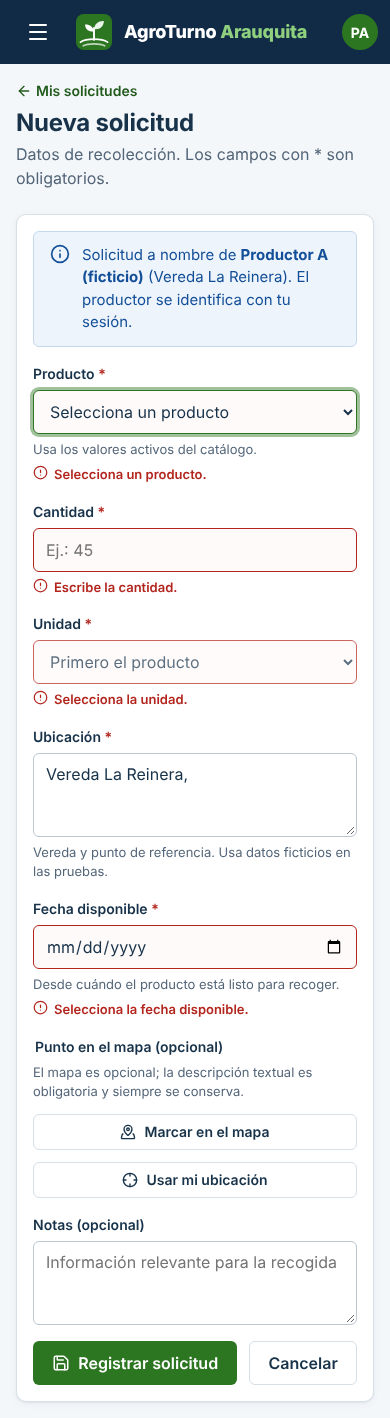 AgroTurno Arauquita
PA
← Mis solicitudes
Nueva solicitud
Datos de recolección. Los campos con * son
obligatorios.
Solicitud a nombre de Productor A
(ficticio) (Vereda La Reinera). El
productor se identifica con tu
sesión.
Producto *
Selecciona un producto
Usa los valores activos del catálogo.
Selecciona un producto.
Cantidad *
Ej.: 45
Escribe la cantidad.
Unidad *
Primero el producto
Selecciona la unidad.
Ubicación *
Vereda La Reinera,
Vereda y punto de referencia. Usa datos ficticios en
las pruebas.
Fecha disponible *
mm/dd/yyyy
Desde cuándo el producto está listo para recoger.
Selecciona la fecha disponible.
Punto en el mapa (opcional)
El mapa es opcional; la descripción textual es
obligatoria y siempre se conserva.
Marcar en el mapa
Usar mi ubicación
Notas (opcional)
Información relevante para la recogida
Registrar solicitud
Cancelar